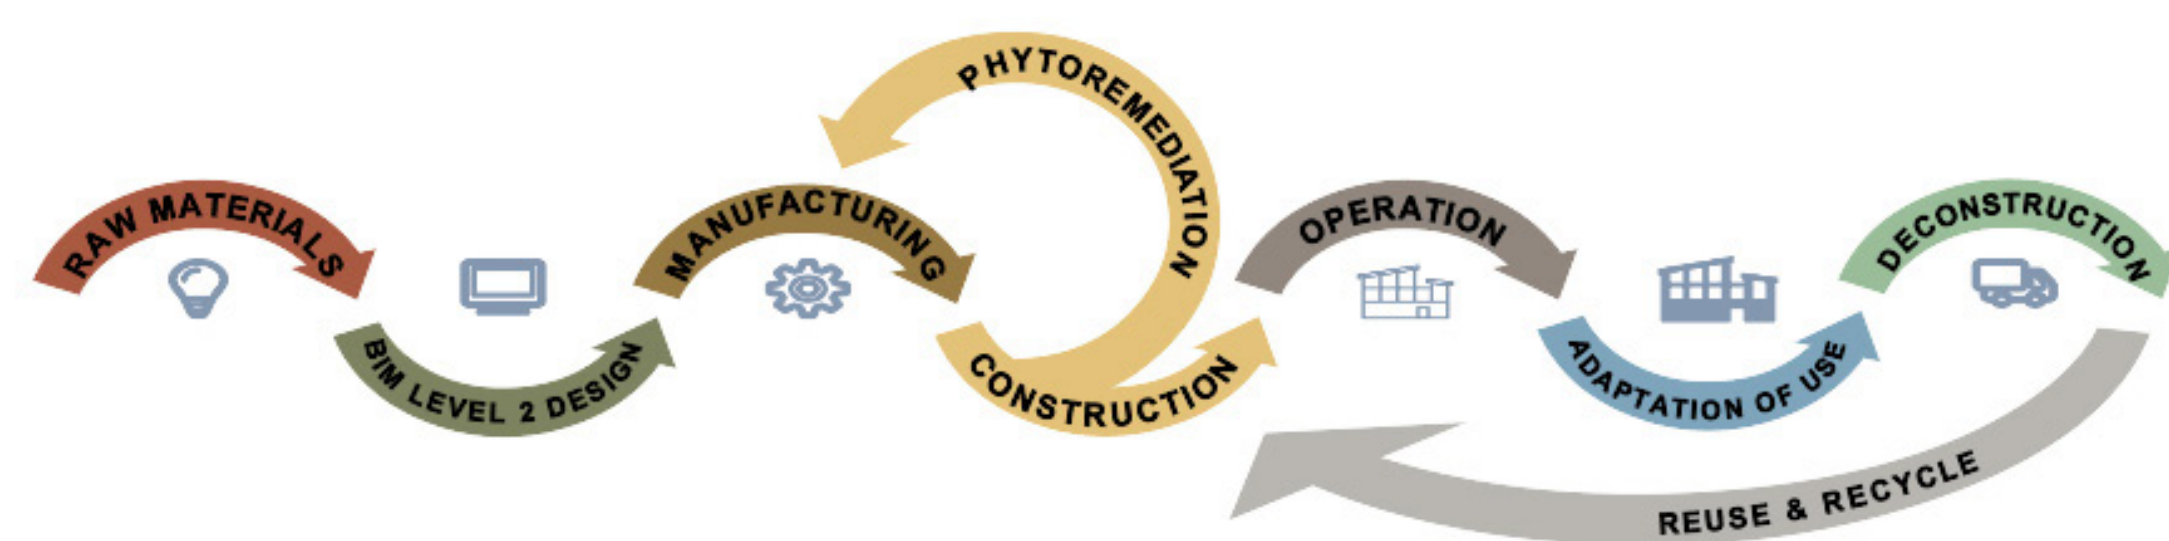 RAW MATERIALS
BIM LEVEL 2 DESIGN
MANUFACTURING
PHYTOREMEDIATION
CONSTRUCTION
OPERATION
ADAPTATION OF USE
DECONSTRUCTION
REUSE & RECYCLE